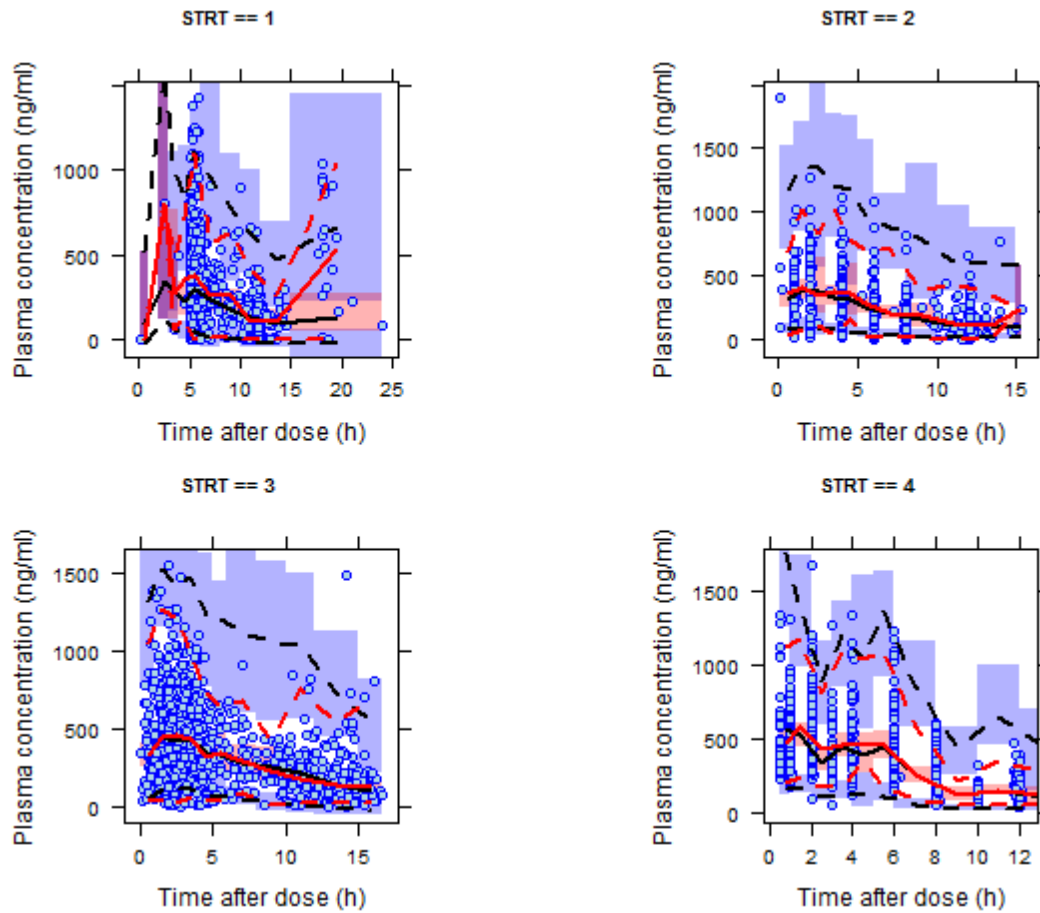 STRT == 1
Plasma concentration (ng/ml)
1000
500
0
0 5 10 15 20 25
Time after dose (h)
STRT == 2
Plasma concentration (ng/ml)
1500
1000
500
0
0 5 10 15
Time after dose (h)
STRT == 3
Plasma concentration (ng/ml)
1500
1000
500
0
0 5 10 15
Time after dose (h)
STRT == 4
Plasma concentration (ng/ml)
1500
1000
500
0
0 2 4 6 8 10 12
Time after dose (h)